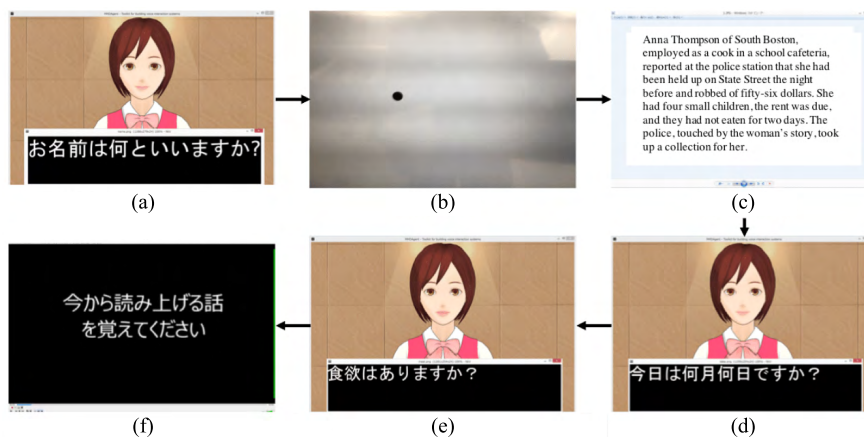 お名前は何といいますか?
(a)
(b)
Anna Thompson of South Boston,
employed as a cook in a school cafeteria,
reported at the police station that she had
been held up on State Street the night
before and robbed of fifty-six dollars. She
had four small children, the rent was due,
and they had not eaten for two days. The
police, touched by the woman's story, took
up a collection for her.
(c)
今日は何月何日ですか？
(d)
食欲はありますか？
(e)
今から読み上げる話
を覚えてください
(f)